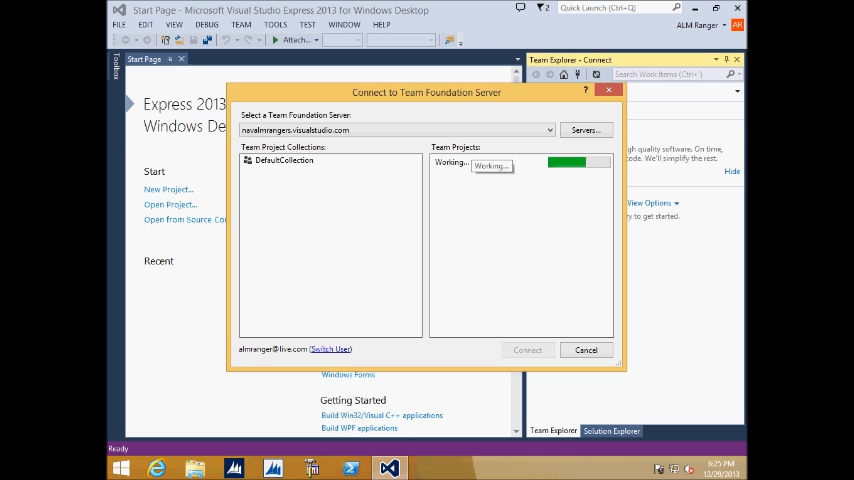 Start Page - Microsoft Visual Studio Express 2013 for Windows Desktop
2
Quick Launch (Ctrl+Q)
FILE EDIT VIEW DEBUG TEAM TOOLS TEST WINDOW HELP
ALM Ranger
AR
Attach...
Toolbox
Start Page
Team Explorer - Connect
Search Work Items (Ctrl+')
Express 2013
Windows De
Start
New Project...
Open Project...
Open from Source Co
Recent
Windows Forms
Getting Started
Build Win32/Visual C++ applications
Build WPF applications
Connect to Team Foundation Server
?
Select a Team Foundation Server:
navalmrangers.visualstudio.com
Servers...
Team Project Collections:
Team Projects:
DefaultCollection
Working...
Working...
almranger@live.com (Switch User)
Connect
Cancel
gh quality software. On time,
code. We'll simplify the rest.
Hide
View Options
y to get started.
Team Explorer
Solution Explorer
Ready
6:25 PM
12/29/2013